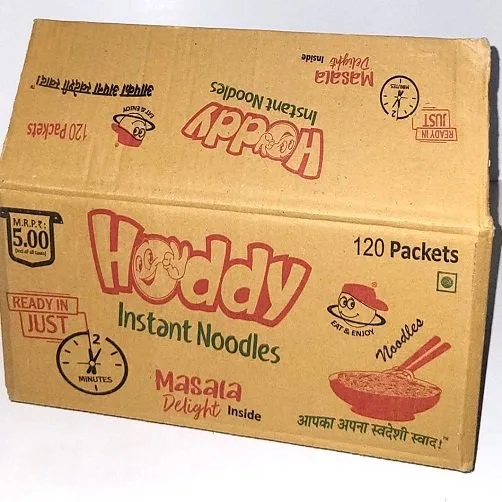 आपका अपना स्वदेशी स्वाद!
120 Packets
EAT & ENJOY
Hoddy
Instant Noodles
Masala
Delight Inside
2
MINUTES
READY IN
JUST
M.R.P.₹:
5.00
(incl of all taxes)
Hoddy
Instant Noodles
120 Packets
READY IN
JUST
2
MINUTES
Masala
Delight Inside
EAT & ENJOY
Noodles
आपका अपना स्वदेशी स्वाद!™